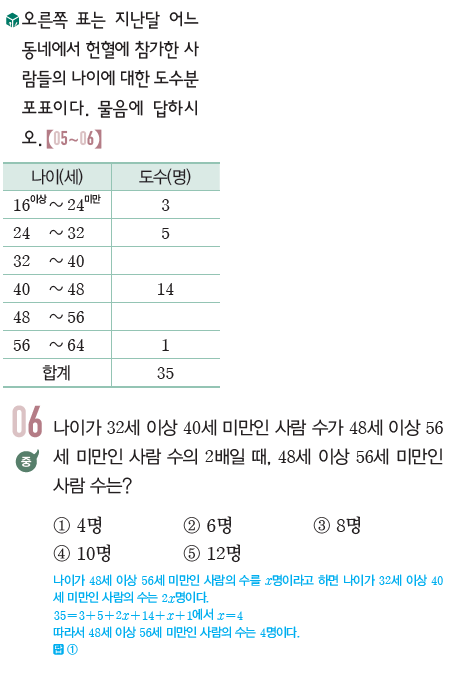 오른쪽 표는 지난달 어느
동네에서 헌혈에 참가한 사
람들의 나이에 대한 도수분
포표이다. 물음에 답하시
오.【05~06】
나이(세) 도수(명)
16이상~24미만 3
24 ~32 5
32 ~40
40 ~48 14
48 ~56
56 ~64 1
합계 35
06 나이가 32세 이상 40세 미만인 사람 수가 48세 이상 56
중 세 미만인 사람 수의 2배일 때, 48세 이상 56세 미만인
사람 수는?
① 4명 ② 6명 ③ 8명
④ 10명 ⑤ 12명
나이가 48세 이상 56세 미만인 사람의 수를 x명이라고 하면 나이가 32세 이상 40
세 미만인 사람의 수는 2x명이다.
35=3+5+2x+14+x+1에서 x=4
따라서 48세 이상 56세 미만인 사람의 수는 4명이다.
답 ①